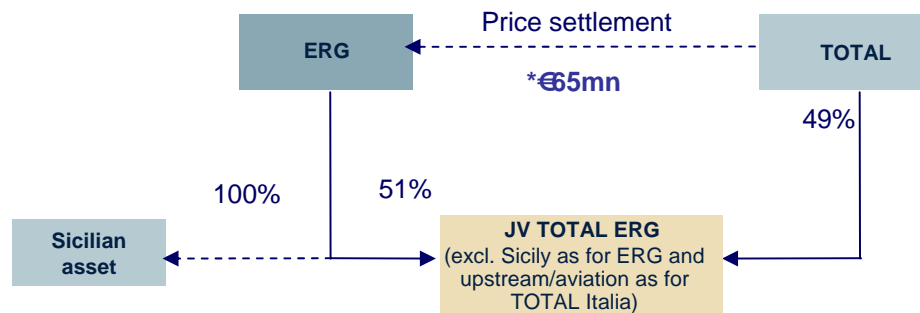 Price settlement
ERG
TOTAL
*€65mn
49%
100%
51%
Sicilian
asset
JV TOTAL ERG
(excl. Sicily as for ERG and
upstream/aviation as for
TOTAL Italia)